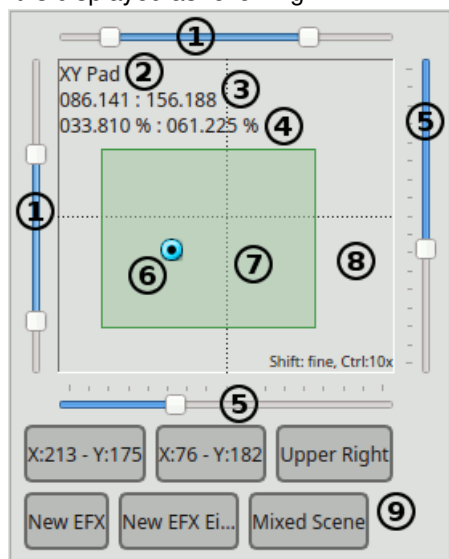 ①
XY Pad ②
086.141 : 156.188 ③
033.810 % : 061.225 % ④
⑤
①
⑥ ⑦ ⑧
Shift: fine, Ctrl:10x
⑤
X:213 - Y:175 X:76 - Y:182 Upper Right
New EFX New EFX Ei... Mixed Scene ⑨